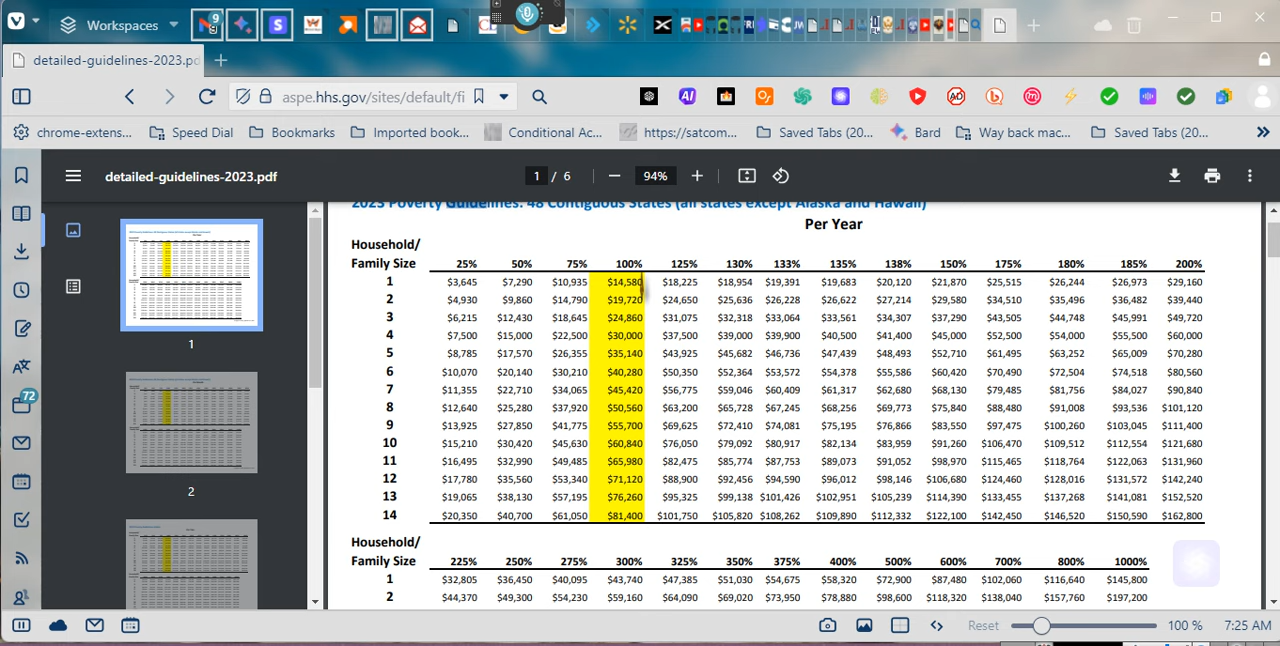 9
Workspaces
detailed-guidelines-2023.pd
aspe.hhs.gov/sites/default/fi
chrome-extens... Speed Dial Bookmarks Imported book... Conditional Ac... https://satcom... Saved Tabs (20... Bard Way back mac... Saved Tabs (20...
detailed-guidelines-2023.pdf 1 / 6 94%
2023 Poverty Guidelines: 48 Contiguous States (all states except Alaska and Hawaii)
Per Year
Household/
Family Size 25% 50% 75% 100% 125% 130% 133% 135% 138% 150% 175% 180% 185% 200%
1 $3,645 $7,290 $10,935 $14,580 $18,225 $18,954 $19,391 $19,683 $20,120 $21,870 $25,515 $26,244 $26,973 $29,160
2 $4,930 $9,860 $14,790 $19,720 $24,650 $25,636 $26,228 $26,622 $27,214 $29,580 $34,510 $35,496 $36,482 $39,440
3 $6,215 $12,430 $18,645 $24,860 $31,075 $32,318 $33,064 $33,561 $34,307 $37,290 $43,505 $44,748 $45,991 $49,720
4 $7,500 $15,000 $22,500 $30,000 $37,500 $39,000 $39,900 $40,500 $41,400 $45,000 $52,500 $54,000 $55,500 $60,000
5 $8,785 $17,570 $26,355 $35,140 $43,925 $45,682 $46,736 $47,439 $48,493 $52,710 $61,495 $63,252 $65,009 $70,280
6 $10,070 $20,140 $30,210 $40,280 $50,350 $52,364 $53,572 $54,378 $55,586 $60,420 $70,490 $72,504 $74,518 $80,560
7 $11,355 $22,710 $34,065 $45,420 $56,775 $59,046 $60,409 $61,317 $62,680 $68,130 $79,485 $81,756 $84,027 $90,840
8 $12,640 $25,280 $37,920 $50,560 $63,200 $65,728 $67,245 $68,256 $69,773 $75,840 $88,480 $91,008 $93,536 $101,120
9 $13,925 $27,850 $41,775 $55,700 $69,625 $72,410 $74,081 $75,195 $76,866 $83,550 $97,475 $100,260 $103,045 $111,400
10 $15,210 $30,420 $45,630 $60,840 $76,050 $79,092 $80,917 $82,134 $83,959 $91,260 $106,470 $109,512 $112,554 $121,680
11 $16,495 $32,990 $49,485 $65,980 $82,475 $85,774 $87,753 $89,073 $91,052 $98,970 $115,465 $118,764 $122,063 $131,960
12 $17,780 $35,560 $53,340 $71,120 $88,900 $92,456 $94,590 $96,012 $98,146 $106,680 $124,460 $128,016 $131,572 $142,240
13 $19,065 $38,130 $57,195 $76,260 $95,325 $99,138 $101,426 $102,951 $105,239 $114,390 $133,455 $137,268 $141,081 $152,520
14 $20,350 $40,700 $61,050 $81,400 $101,750 $105,820 $108,262 $109,890 $112,332 $122,100 $142,450 $146,520 $150,590 $162,800
Household/
Family Size 225% 250% 275% 300% 325% 350% 375% 400% 500% 600% 700% 800% 1000%
1 $32,805 $36,450 $40,095 $43,740 $47,385 $51,030 $54,675 $58,320 $72,900 $87,480 $102,060 $116,640 $145,800
2 $44,370 $49,300 $54,230 $59,160 $64,090 $69,020 $73,950 $78,880 $98,600 $118,320 $138,040 $157,760 $197,200
1
2
72
Reset 100 % 7:25 AM